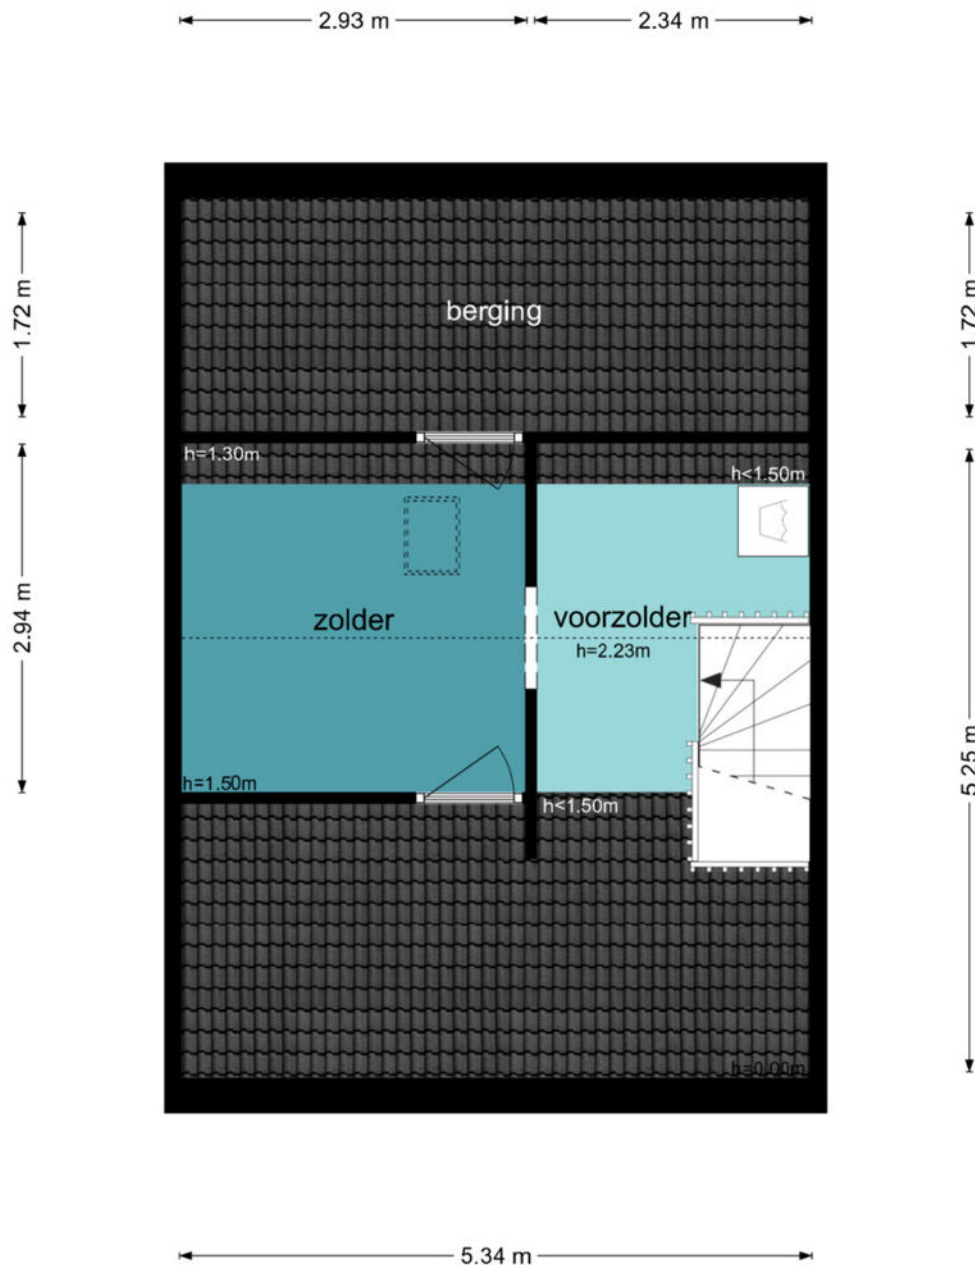 2.93 m
2.34 m
1.72 m
1.72 m
berging
h=1.30m
h<1.50m
2.94 m
zolder
voorzolder
h=2.23m
5.25 m
h=1.50m
h<1.50m
h=0.00m
5.34 m